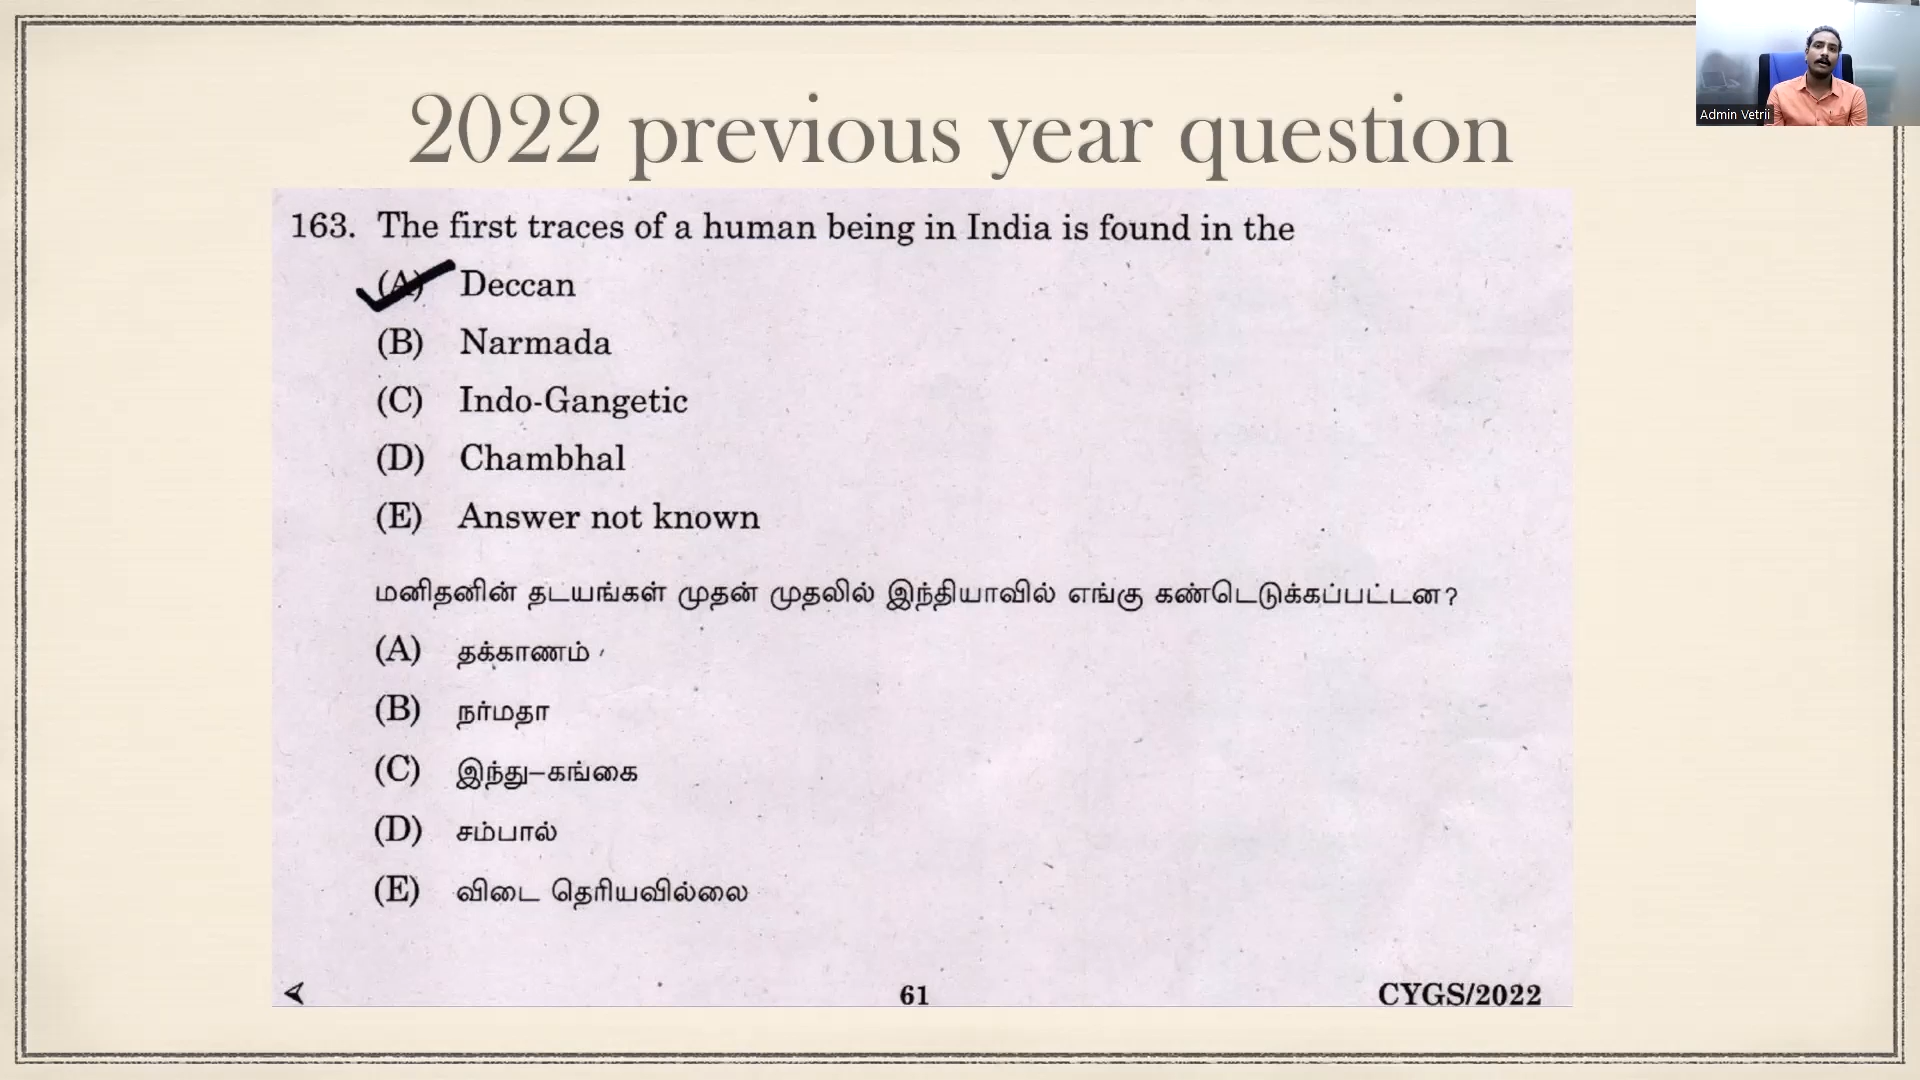 Admin Vetrii
2022 previous year question
163. The first traces of a human being in India is found in the
(A) Deccan
(B) Narmada
(C) Indo-Gangetic
(D) Chambhal
(E) Answer not known
மனிதனின் தடயங்கள் முதன் முதலில் இந்தியாவில் எங்கு கண்டெடுக்கப்பட்டன?
(A) தக்காணம்
(B) நர்மதா
(C) இந்து–கங்கை
(D) சம்பால்
(E) விடை தெரியவில்லை
61
CYGS/2022